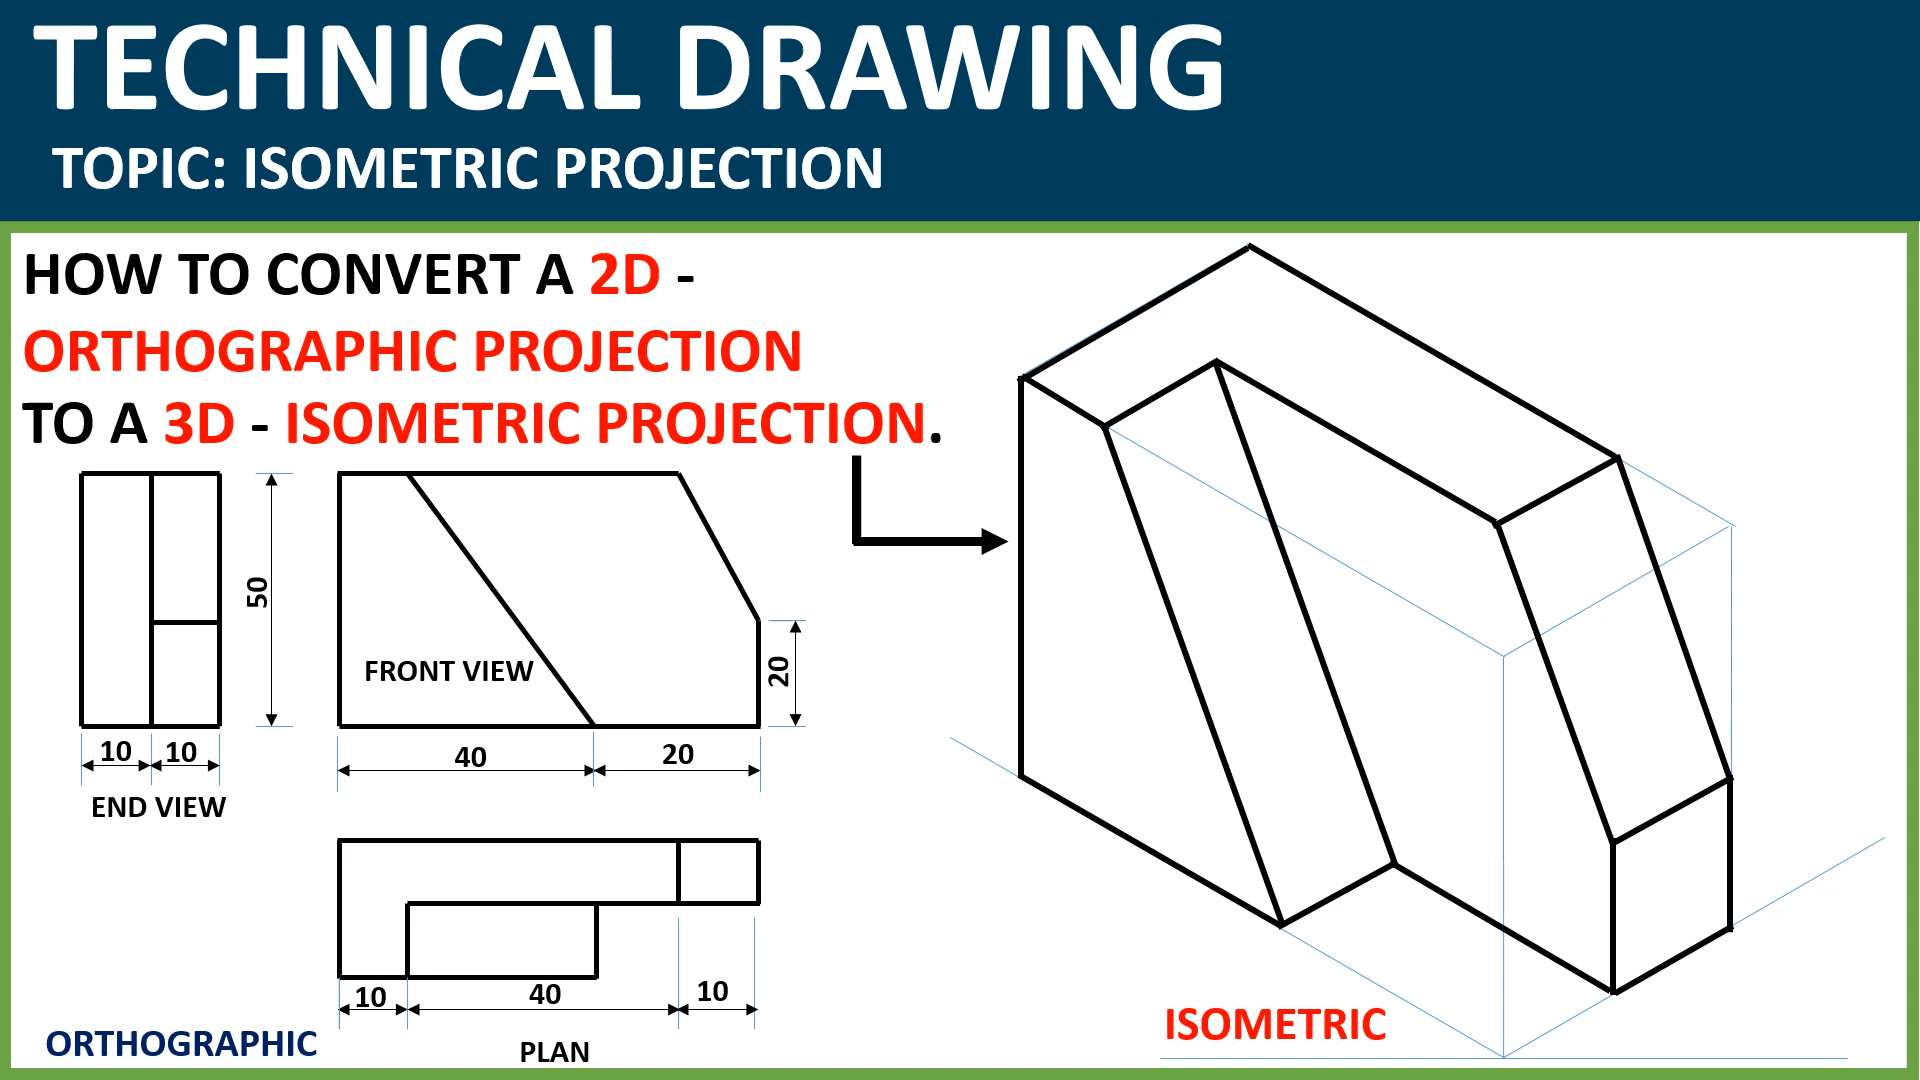 TECHNICAL DRAWING
TOPIC: ISOMETRIC PROJECTION
HOW TO CONVERT A 2D -
ORTHOGRAPHIC PROJECTION
TO A 3D - ISOMETRIC PROJECTION.
50
FRONT VIEW
20
10 10
40 20
END VIEW
10 40 10
ORTHOGRAPHIC
PLAN
ISOMETRIC